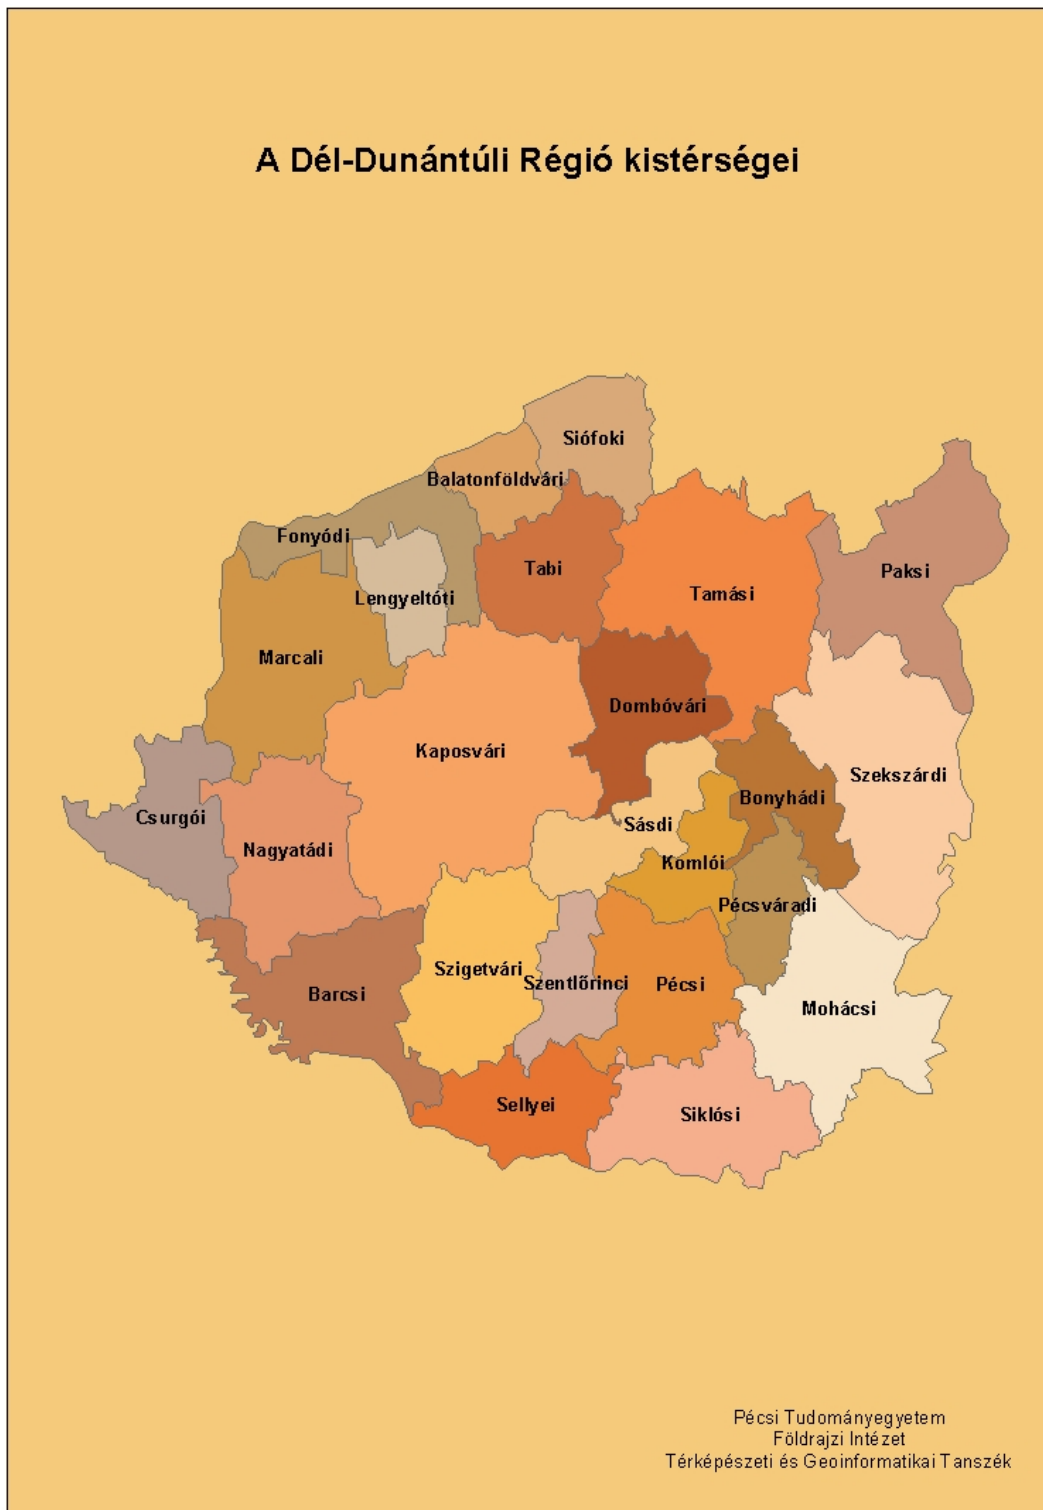 A Dél-Dunántúli Régió kistérségei
Siófoki
Balatonföldvári
Fonyódi
Tabi
Paksi
Tamási
Lengyeltóti
Marcali
Dombóvári
Kaposvári
Szekszárdi
Bonyhádi
Csurgói
Sásdi
Nagyatádi
Komlói
Pécsváradi
Szigetvári
Szentlőrinci
Pécsi
Barcsi
Mohácsi
Sellyei
Siklósi
Pécsi Tudományegyetem
Földrajzi Intézet
Térképészeti és Geoinformatikai Tanszék